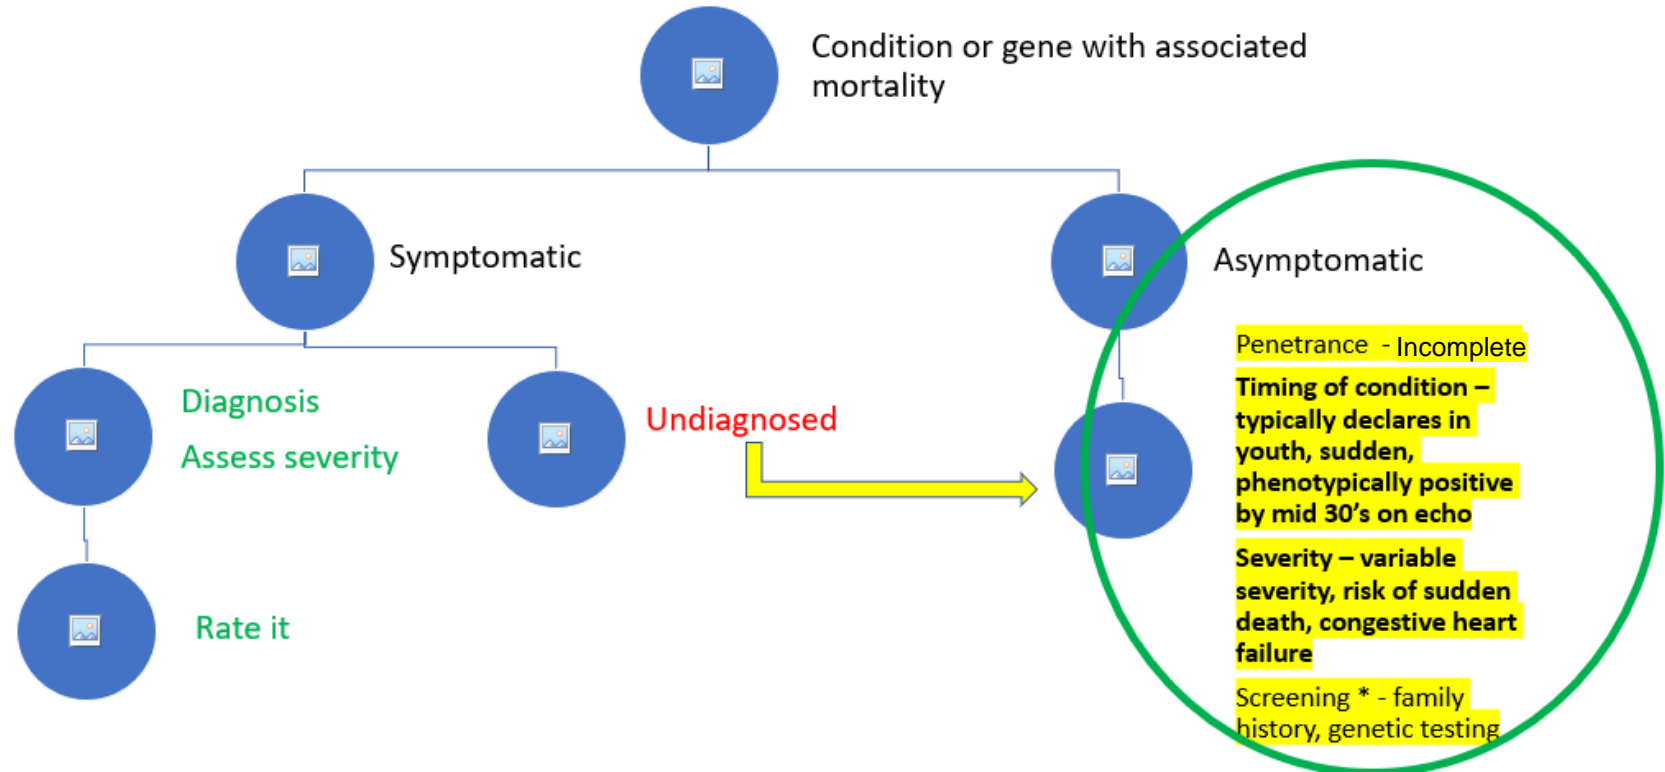 Condition or gene with associated
mortality
Symptomatic
Asymptomatic
Diagnosis
Assess severity
Undiagnosed
Rate it
Penetrance - Incomplete
Timing of condition –
typically declares in
youth, sudden,
phenotypically positive
by mid 30’s on echo
Severity – variable
severity, risk of sudden
death, congestive heart
failure
Screening * - family
history, genetic testing